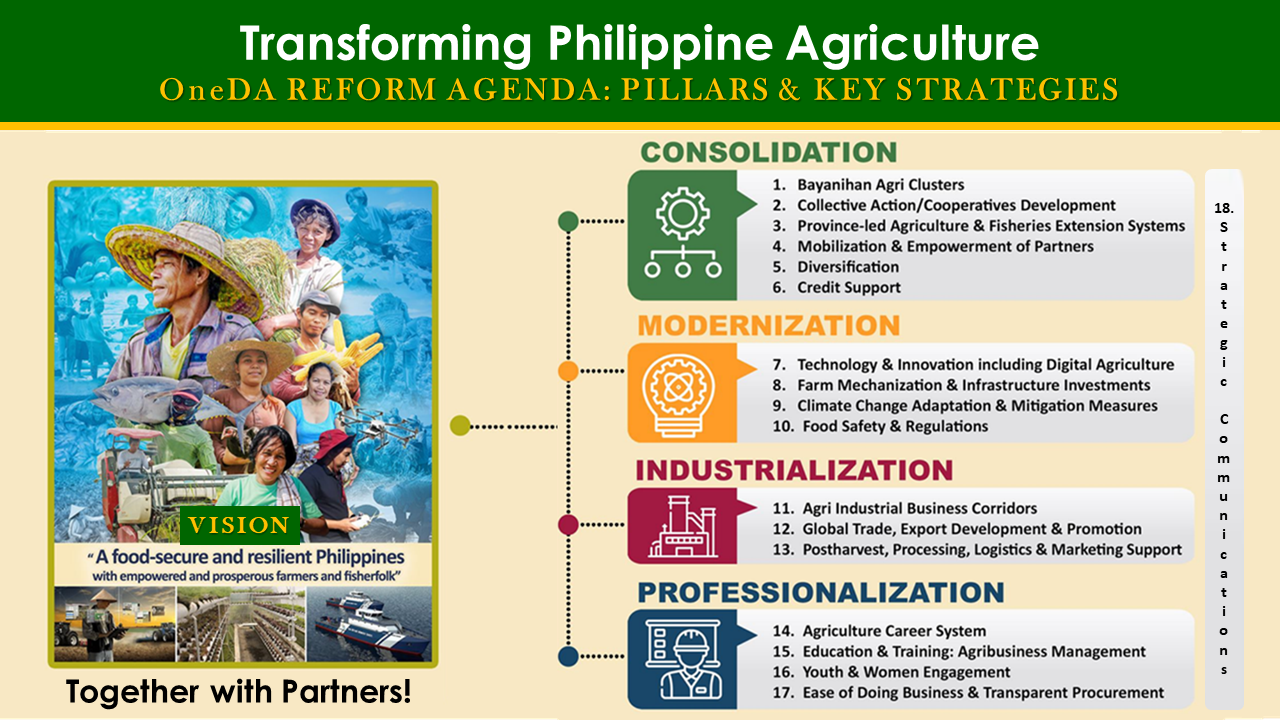 Transforming Philippine Agriculture
OneDA REFORM AGENDA: PILLARS & KEY STRATEGIES
VISION
“A food-secure and resilient Philippines
with empowered and prosperous farmers and fisherfolk”
Together with Partners!
CONSOLIDATION
1. Bayanihan Agri Clusters
2. Collective Action/Cooperatives Development
3. Province-led Agriculture & Fisheries Extension Systems
4. Mobilization & Empowerment of Partners
5. Diversification
6. Credit Support
MODERNIZATION
7. Technology & Innovation including Digital Agriculture
8. Farm Mechanization & Infrastructure Investments
9. Climate Change Adaptation & Mitigation Measures
10. Food Safety & Regulations
INDUSTRIALIZATION
11. Agri Industrial Business Corridors
12. Global Trade, Export Development & Promotion
13. Postharvest, Processing, Logistics & Marketing Support
PROFESSIONALIZATION
14. Agriculture Career System
15. Education & Training: Agribusiness Management
16. Youth & Women Engagement
17. Ease of Doing Business & Transparent Procurement
18. Strategic Communications